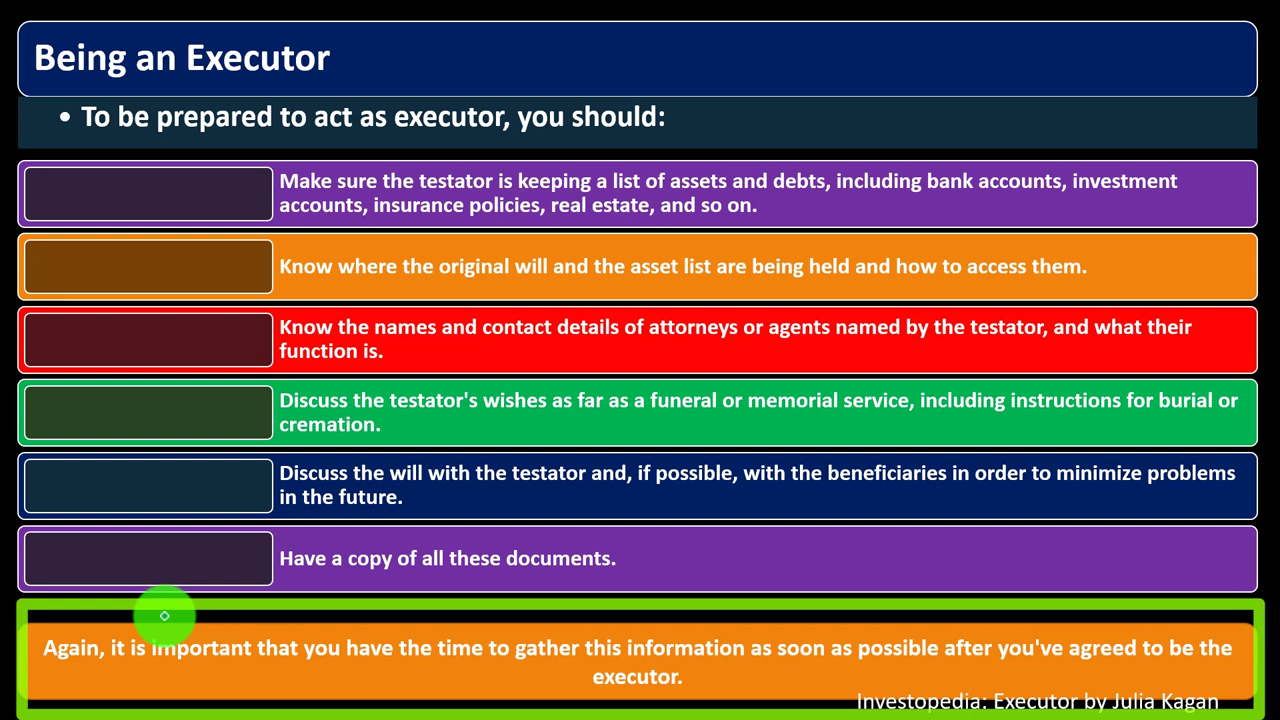 Being an Executor
• To be prepared to act as executor, you should:
Make sure the testator is keeping a list of assets and debts, including bank accounts, investment
accounts, insurance policies, real estate, and so on.
Know where the original will and the asset list are being held and how to access them.
Know the names and contact details of attorneys or agents named by the testator, and what their
function is.
Discuss the testator's wishes as far as a funeral or memorial service, including instructions for burial or
cremation.
Discuss the will with the testator and, if possible, with the beneficiaries in order to minimize problems
in the future.
Have a copy of all these documents.
Again, it is important that you have the time to gather this information as soon as possible after you've agreed to be the
executor.
Investopedia: Executor by Julia Kagan